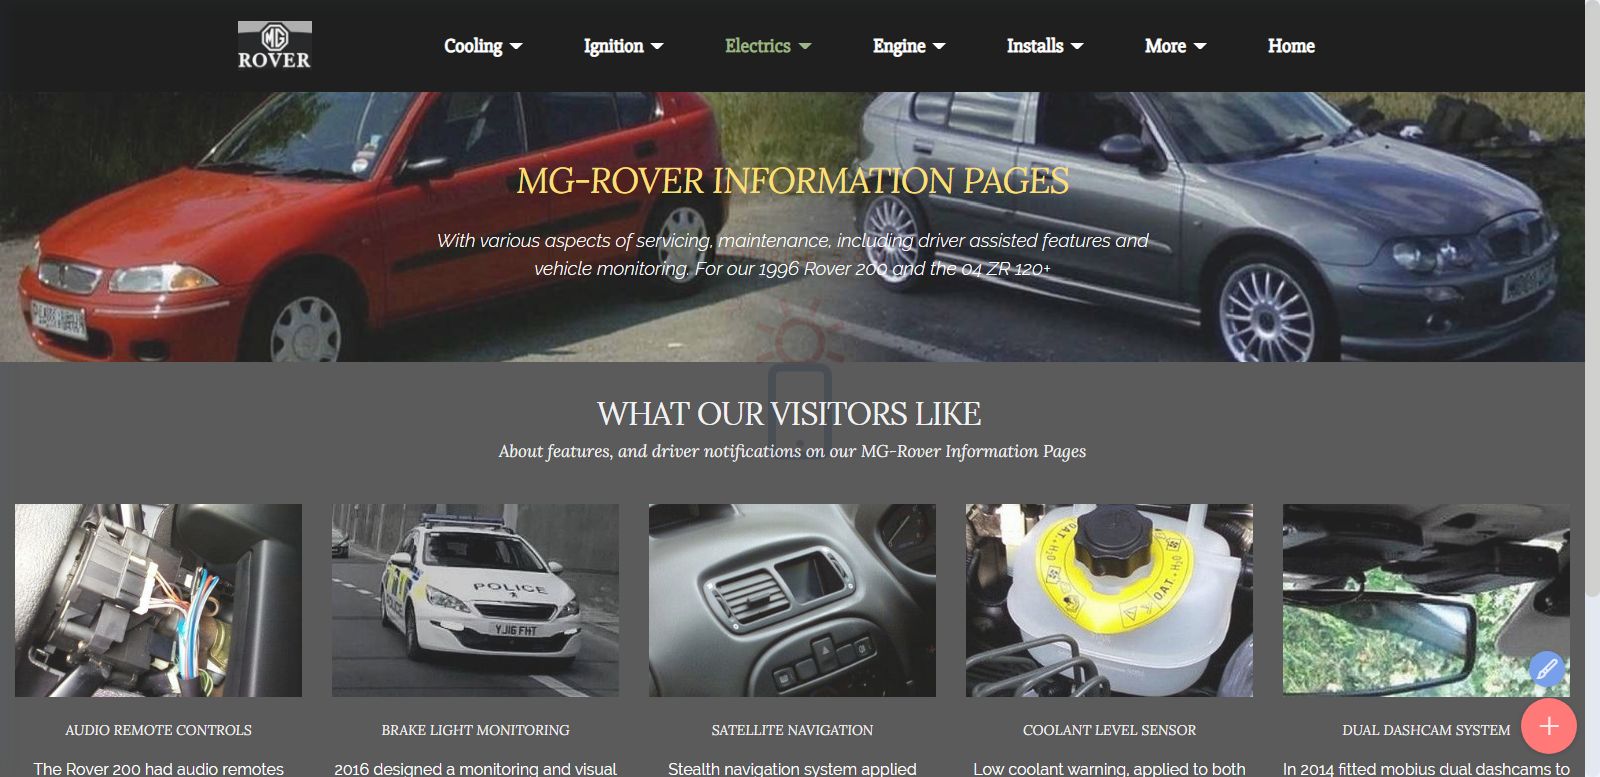 MG
ROVER
Cooling
Ignition
Electrics
Engine
Installs
More
Home
MG-ROVER INFORMATION PAGES
With various aspects of servicing, maintenance, including driver assisted features and
vehicle monitoring. For our 1996 Rover 200 and the 04 ZR 120+
WHAT OUR VISITORS LIKE
About features, and driver notifications on our MG-Rover Information Pages
POLICE
YJ16 FHT
OAT + H₂O
OAT + H₂O
AUDIO REMOTE CONTROLS
BRAKE LIGHT MONITORING
SATELLITE NAVIGATION
COOLANT LEVEL SENSOR
DUAL DASHCAM SYSTEM
The Rover 200 had audio remotes
2016 designed a monitoring and visual
Stealth navigation system applied
Low coolant warning, applied to both
In 2014 fitted mobius dual dashcams to